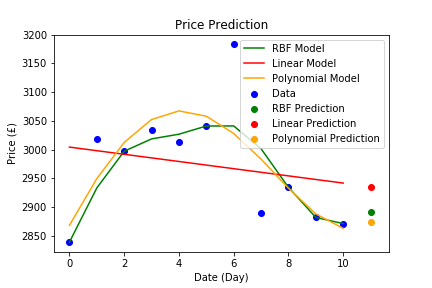 Price Prediction
3200
3150
3100
3050
3000
2950
2900
2850
Price (£)
RBF Model
Linear Model
Polynomial Model
Data
RBF Prediction
Linear Prediction
Polynomial Prediction
0 2 4 6 8 10
Date (Day)